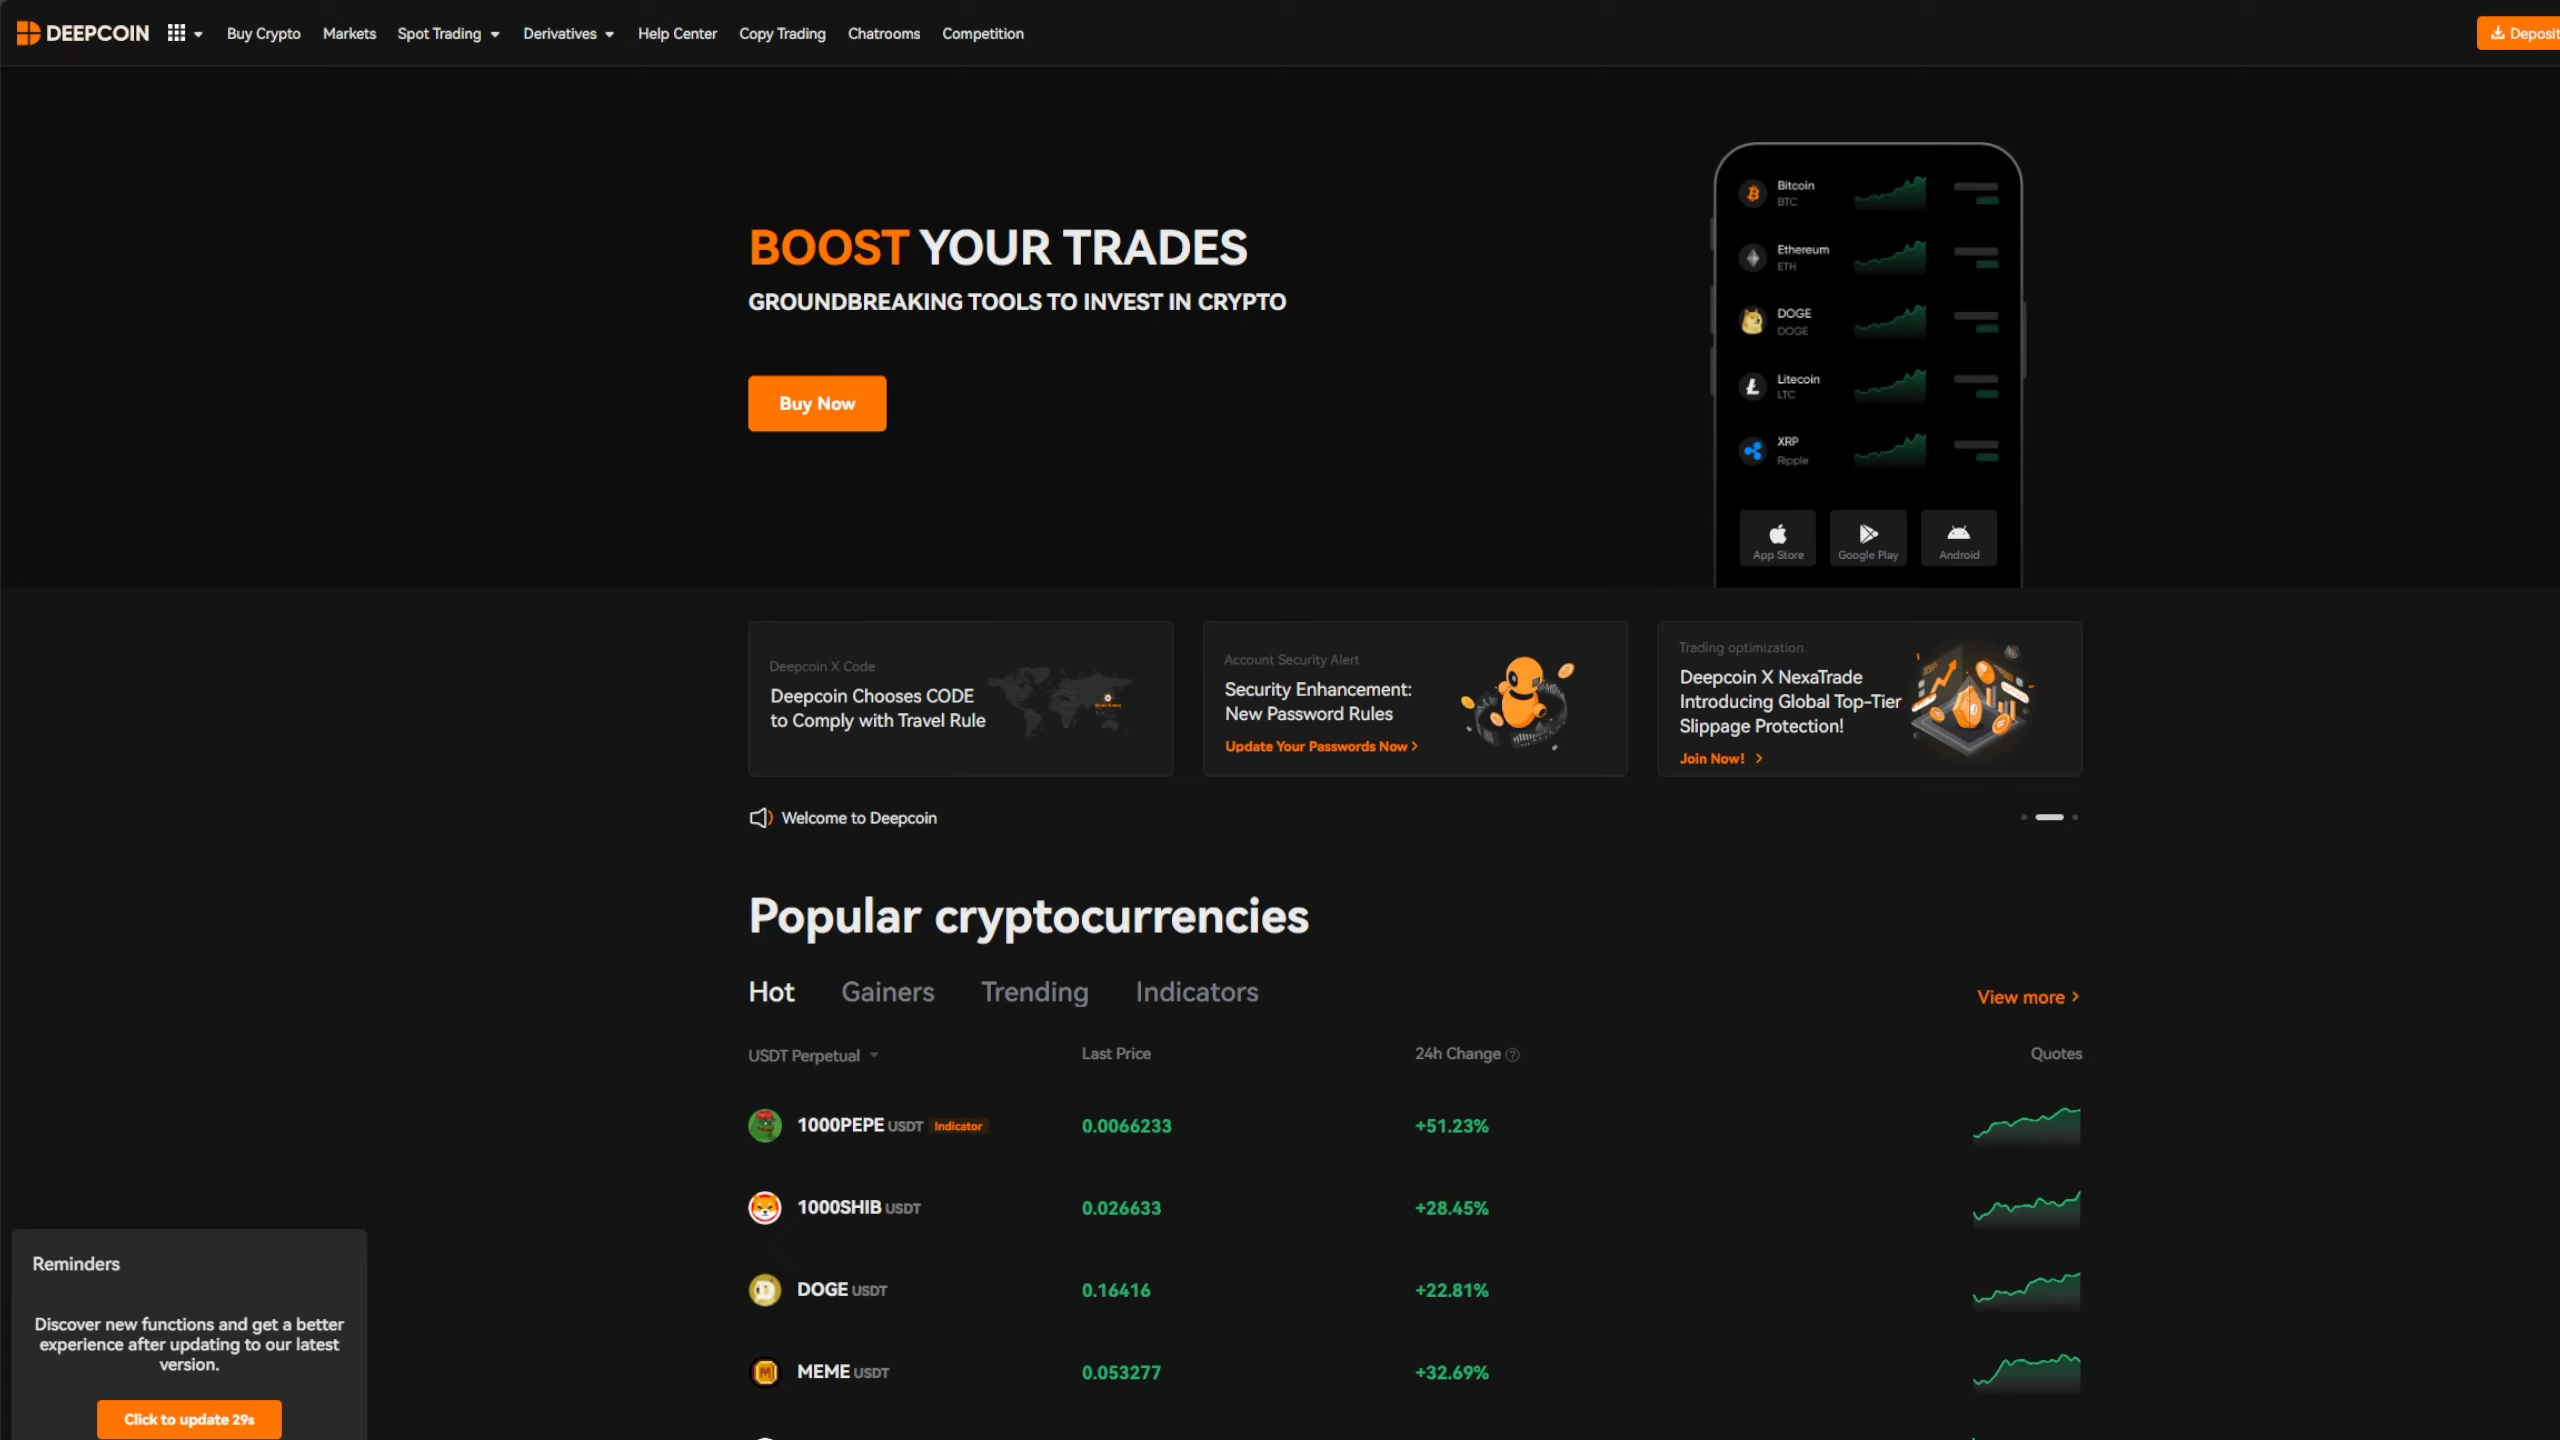 DEEPCOIN
Buy Crypto
Markets
Spot Trading
Derivatives
Help Center
Copy Trading
Chatrooms
Competition
Deposit
BOOST YOUR TRADES
GROUNDBREAKING TOOLS TO INVEST IN CRYPTO
Buy Now
Bitcoin
BTC
Ethereum
ETH
DOGE
DOGE
Litecoin
LTC
XRP
Ripple
App Store
Google Play
Android
Deepcoin X Code
Deepcoin Chooses CODE
to Comply with Travel Rule
Account Security Alert
Security Enhancement:
New Password Rules
Update Your Passwords Now >
Trading optimization
Deepcoin X NexaTrade
Introducing Global Top-Tier
Slippage Protection!
Join Now! >
Welcome to Deepcoin
Popular cryptocurrencies
Hot
Gainers
Trending
Indicators
View more >
USDT Perpetual
Last Price
24h Change ?
Quotes
1000PEPE USDT Indicator
0.0066233
+51.23%
1000SHIB USDT
0.026633
+28.45%
DOGE USDT
0.16416
+22.81%
MEME USDT
0.053277
+32.69%
Reminders
Discover new functions and get a better
experience after updating to our latest
version.
Click to update 29s